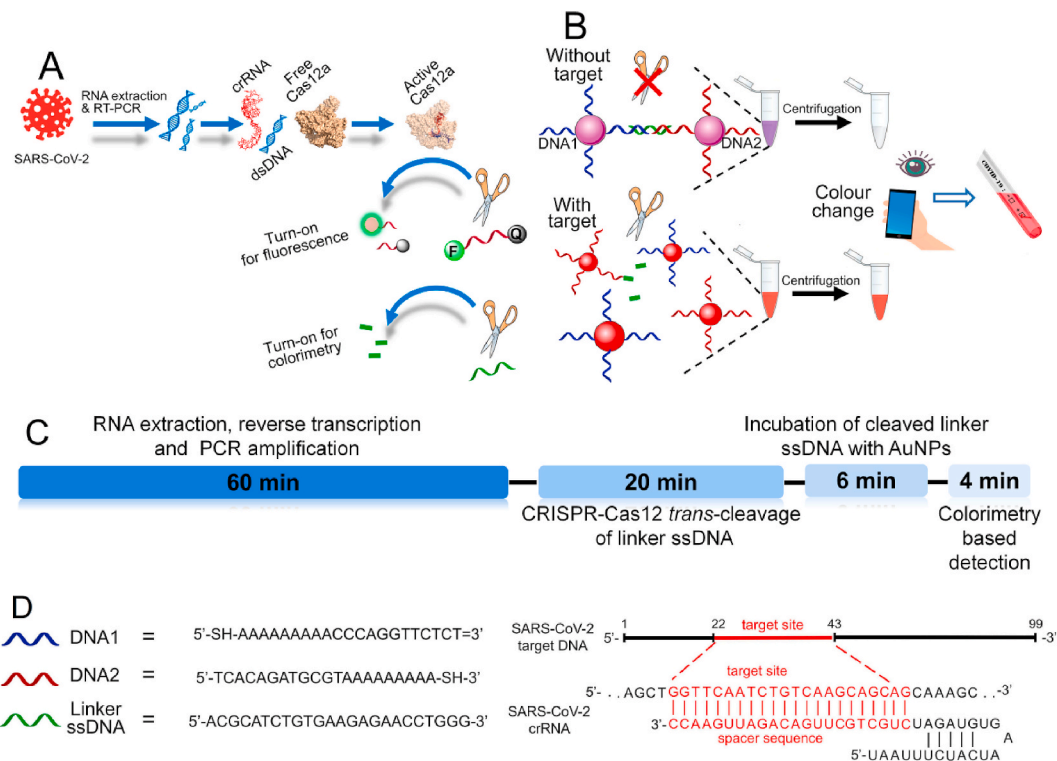 A
RNA extraction
& RT-PCR
SARS-CoV-2
crRNA
dsDNA
Free
Cas12a
Active
Cas12a
Turn-on
for fluorescence
F
Q
Turn-on for
colorimetry
B
Without
target
DNA1
DNA2
Centrifugation
With
target
Centrifugation
Colour
change
COVID-19:
C
RNA extraction, reverse transcription
and PCR amplification
Incubation of cleaved linker
ssDNA with AuNPs
60 min
20 min
6 min
4 min
CRISPR-Cas12 trans-cleavage
of linker ssDNA
Colorimetry
based
detection
D
DNA1 = 5'-SH-AAAAAAAAACCCAGGTTCTCT=3'
DNA2 = 5'-TCACAGATGCGTAAAAAAAAA-SH-3'
Linker
ssDNA = 5'-ACGCATCTGTGAAGAGAACCTGGG-3'
SARS-CoV-2
target DNA
1 22 target site 43 99
5'- -3'
target site
5'- . . AGCTGGTTCAATCTGTCAAGCAGCAGCAAAGC . . -3'
SARS-CoV-2
crRNA
3'-CCAAGUUAGACAGUUCGUCGUCUAGAUGUG
spacer sequence
A
5'-UAAUUUCUACUA